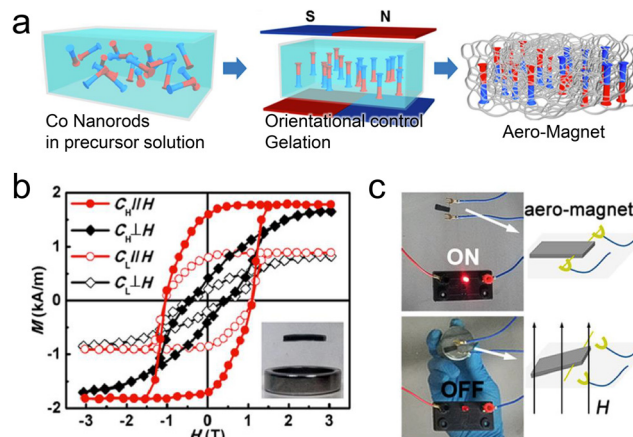 a
S N
Co Nanorods
in precursor solution
Orientational control
Gelation
Aero-Magnet
b
C_H//H
C_H⊥H
C_L//H
C_L⊥H
M (kA/m)
2
1
0
-1
-2
-3 -2 -1 0 1 2 3
H (T)
c
aero-magnet
ON
OFF
H